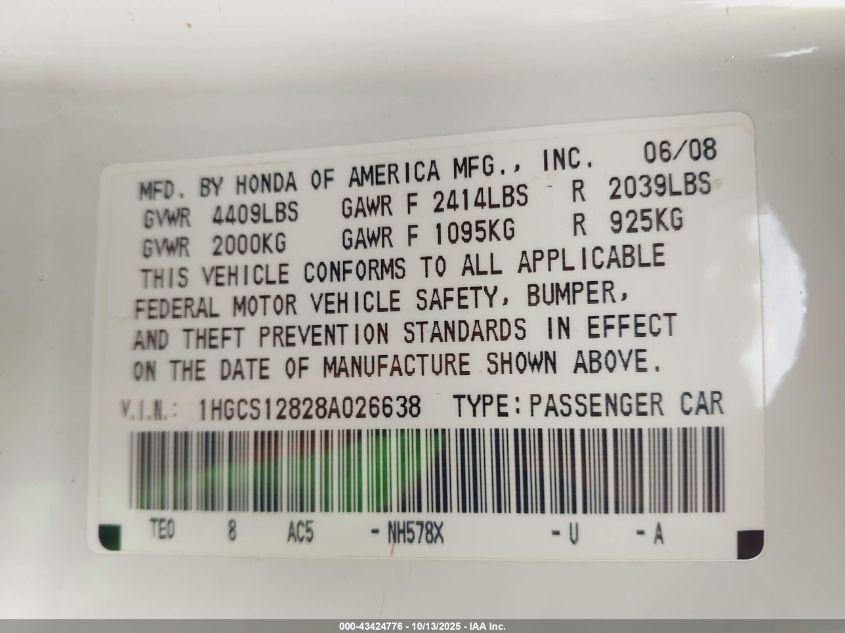 MFD. BY HONDA OF AMERICA MFG., INC. 06/08
GVWR 4409LBS GAWR F 2414LBS R 2039LBS
GVWR 2000KG GAWR F 1095KG R 925KG
THIS VEHICLE CONFORMS TO ALL APPLICABLE
FEDERAL MOTOR VEHICLE SAFETY, BUMPER,
AND THEFT PREVENTION STANDARDS IN EFFECT
ON THE DATE OF MANUFACTURE SHOWN ABOVE.
V.I.N.: 1HGCS12828A026638 TYPE: PASSENGER CAR
TE0 8 AC5 - NH578X - U - A
000-43424776 - 10/13/2025 - IAA Inc.